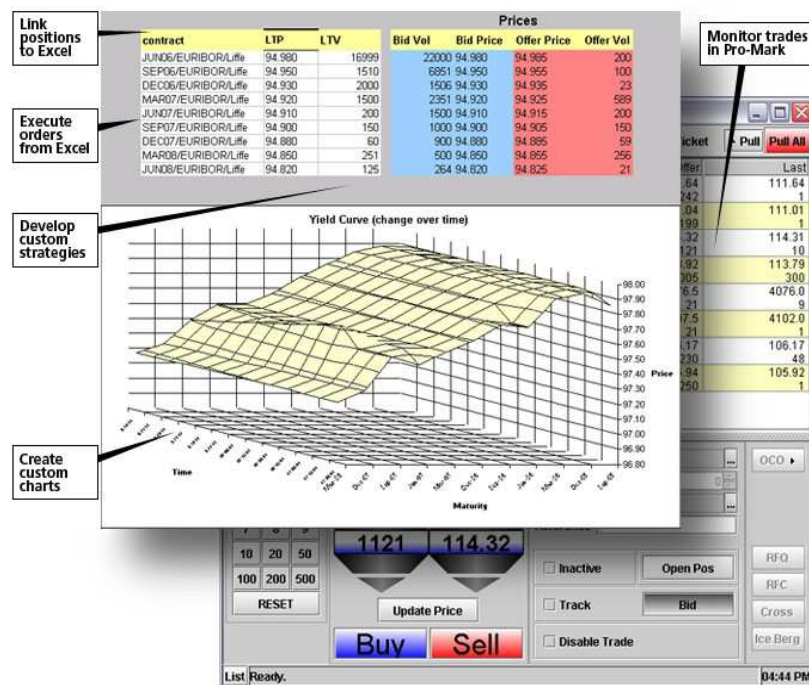 Link
positions
to Excel
Execute
orders
from Excel
Develop
custom
strategies
Create
custom
charts
Monitor trades
in Pro-Mark
Prices
contract LTP LTV Bid Vol Bid Price Offer Price Offer Vol
JUN06/EURIBOR/Liffe 94.980 16999 22000 94.980 94.985 200
SEP06/EURIBOR/Liffe 94.950 1510 6851 94.950 94.955 100
DEC06/EURIBOR/Liffe 94.930 2000 1506 94.930 94.935 23
MAR07/EURIBOR/Liffe 94.920 1500 2351 94.920 94.925 589
JUN07/EURIBOR/Liffe 94.910 200 1500 94.910 94.915 200
SEP07/EURIBOR/Liffe 94.900 150 1000 94.900 94.905 150
DEC07/EURIBOR/Liffe 94.880 60 900 94.880 94.885 59
MAR08/EURIBOR/Liffe 94.850 251 500 94.850 94.855 256
JUN08/EURIBOR/Liffe 94.820 125 264 94.820 94.825 21
Yield Curve (change over time)
98.00
97.90
97.80
97.70
97.60
97.50
97.40
97.30
97.20
97.10
97.00
96.90
96.80
Price
Time
Maturity
Pull Pull All
Last
111.64
1
111.01
1
114.31
10
113.79
300
4076.0
9
4102.0
1
106.17
48
105.92
1
OCO
7 8 9
10 20 50
100 200 500
RESET
1121 114.32
Update Price
Buy Sell
Inactive Open Pos
Track Bid
Disable Trade
RFQ
RFC
Cross
Ice Berg
List Ready. 04:44 PM